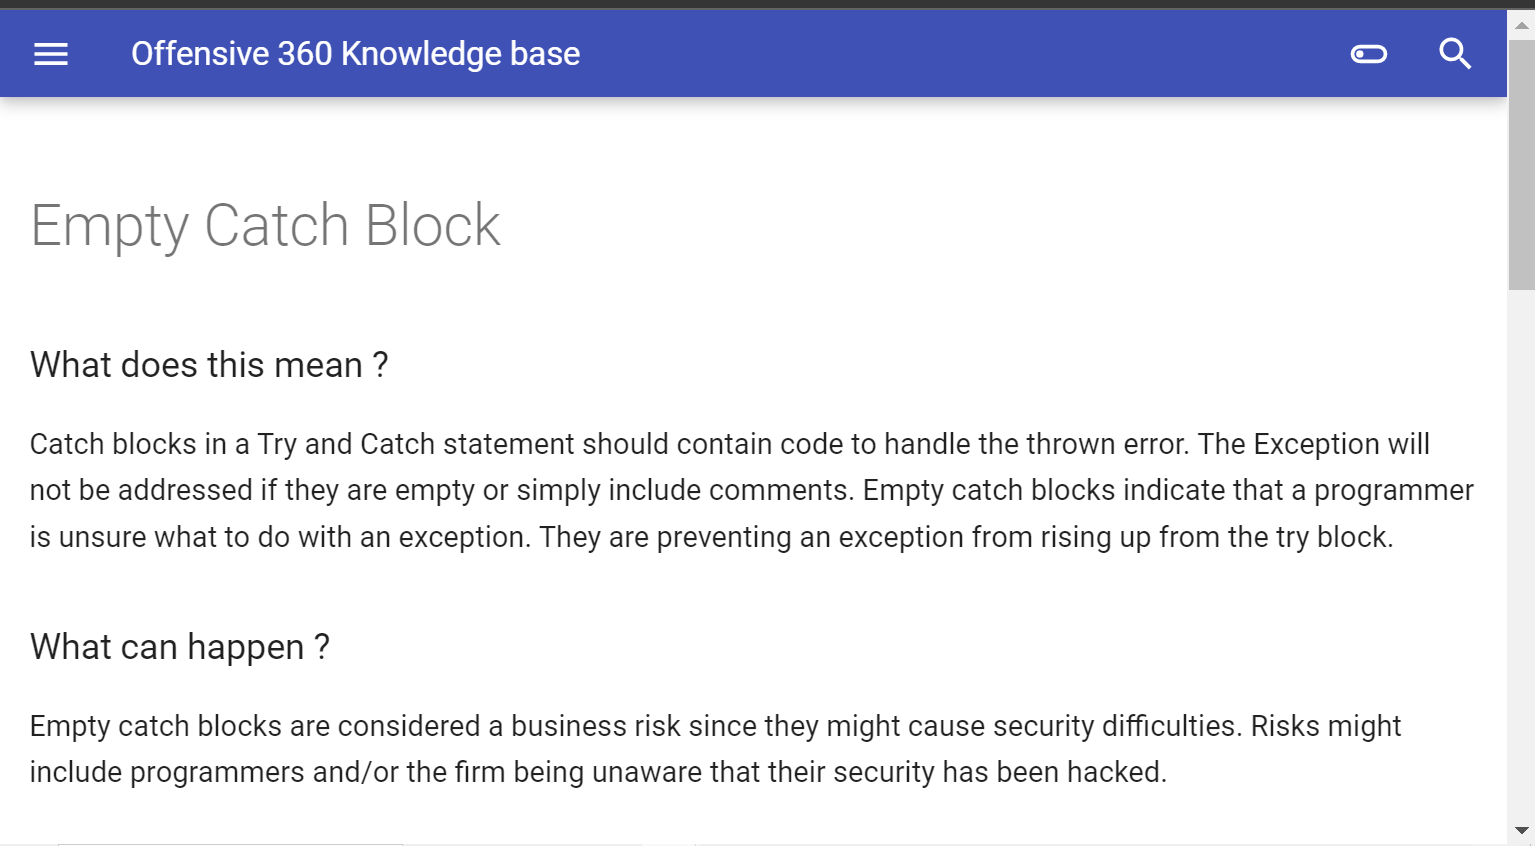 Offensive 360 Knowledge base
Empty Catch Block
What does this mean ?
Catch blocks in a Try and Catch statement should contain code to handle the thrown error. The Exception will
not be addressed if they are empty or simply include comments. Empty catch blocks indicate that a programmer
is unsure what to do with an exception. They are preventing an exception from rising up from the try block.
What can happen ?
Empty catch blocks are considered a business risk since they might cause security difficulties. Risks might
include programmers and/or the firm being unaware that their security has been hacked.